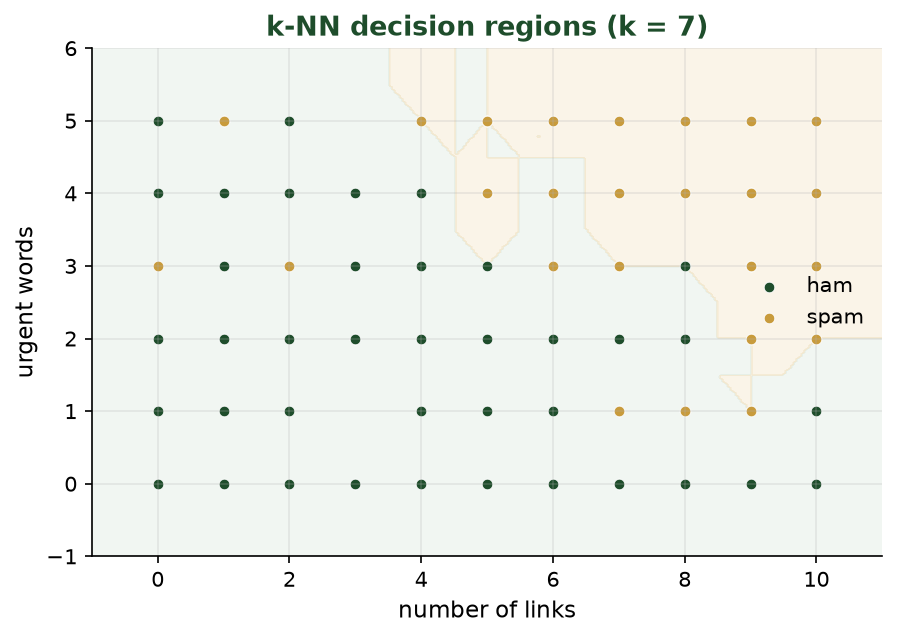 k-NN decision regions (k = 7)
urgent words
6
5
4
3
2
1
0
−1
ham
spam
0 2 4 6 8 10
number of links